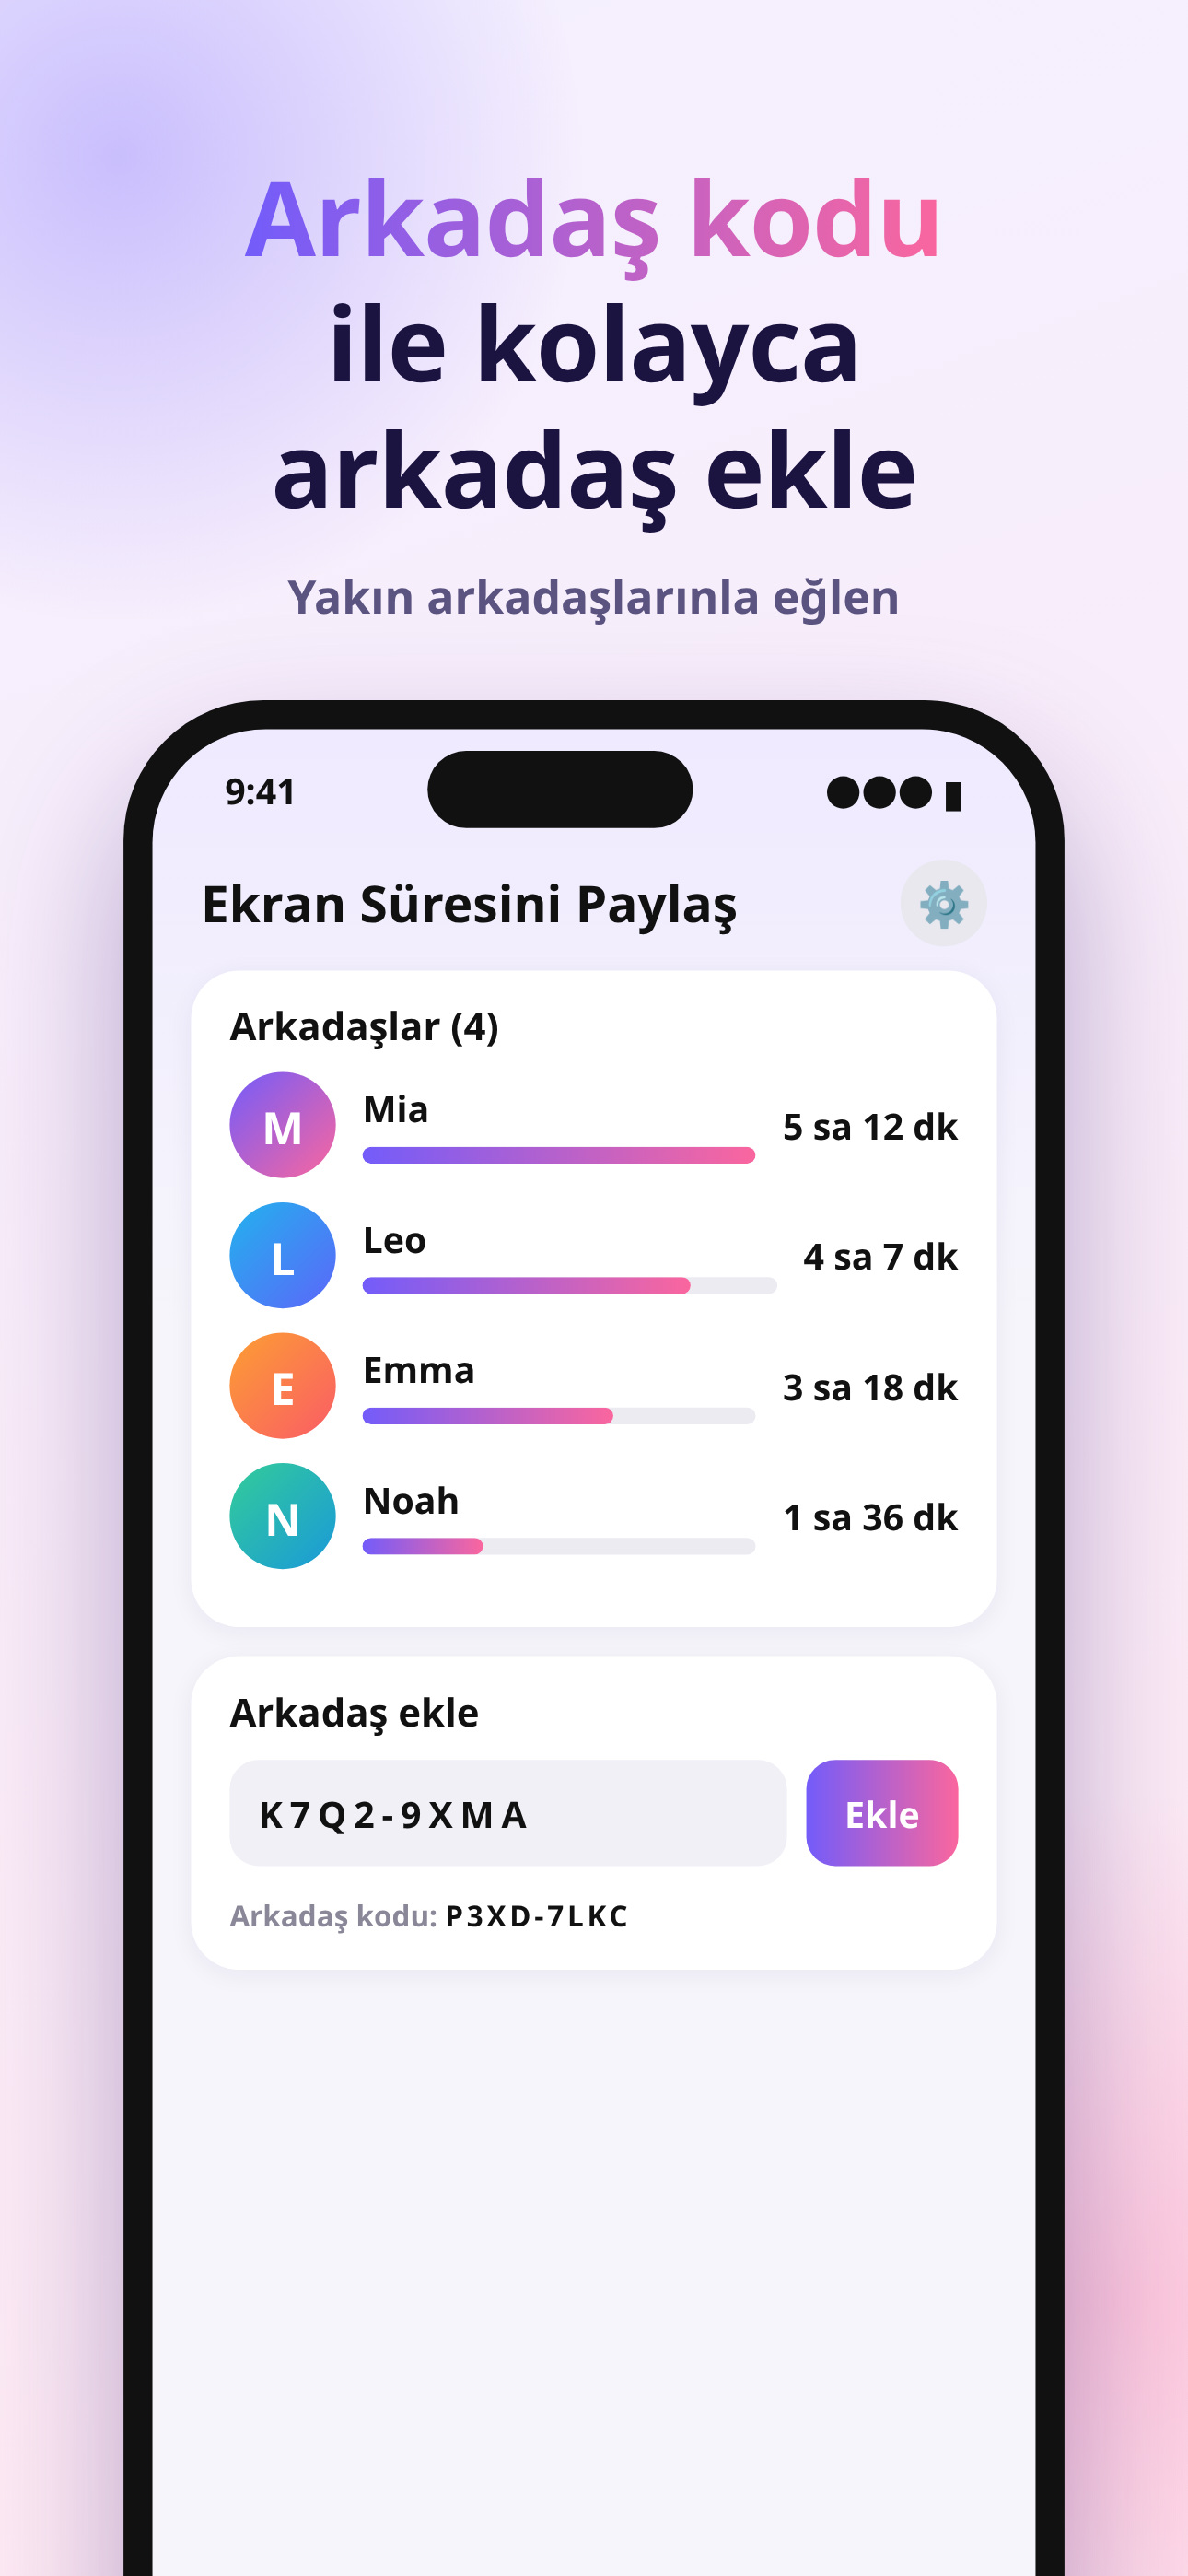 Arkadaş kodu
ile kolayca
arkadaş ekle
Yakın arkadaşlarınla eğlen
9:41
Ekran Süresini Paylaş
Arkadaşlar (4)
M
Mia
5 sa 12 dk
L
Leo
4 sa 7 dk
E
Emma
3 sa 18 dk
N
Noah
1 sa 36 dk
Arkadaş ekle
K7Q2-9XMA
Ekle
Arkadaş kodu: P3XD-7LKC